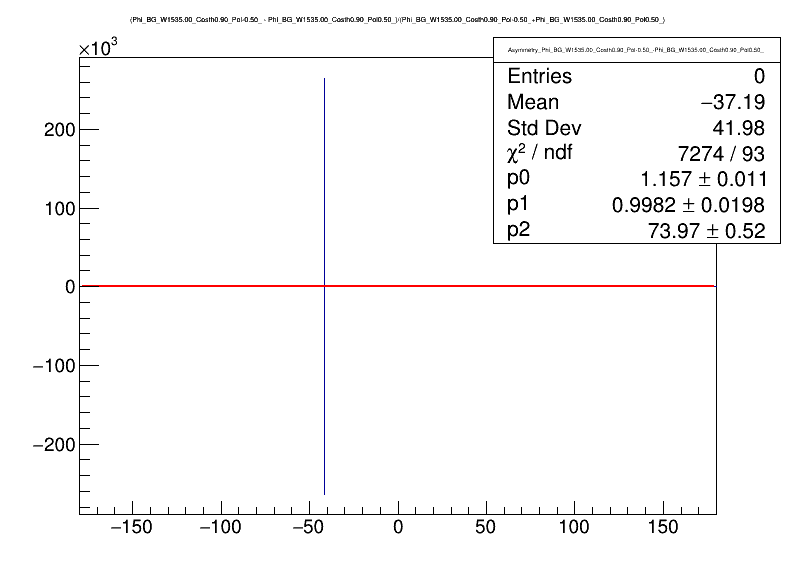 (Phi_BG_W1535.00_Costh0.90_Pol-0.50_ - Phi_BG_W1535.00_Costh0.90_Pol0.50_)/(Phi_BG_W1535.00_Costh0.90_Pol-0.50_+Phi_BG_W1535.00_Costh0.90_Pol0.50_)
×10³
Asymmetry_Phi_BG_W1535.00_Costh0.90_Pol-0.50_-Phi_BG_W1535.00_Costh0.90_Pol0.50_
Entries 0
Mean −37.19
Std Dev 41.98
χ² / ndf 7274 / 93
p0 1.157 ± 0.011
p1 0.9982 ± 0.0198
p2 73.97 ± 0.52
200
100
0
−100
−200
−150 −100 −50 0 50 100 150